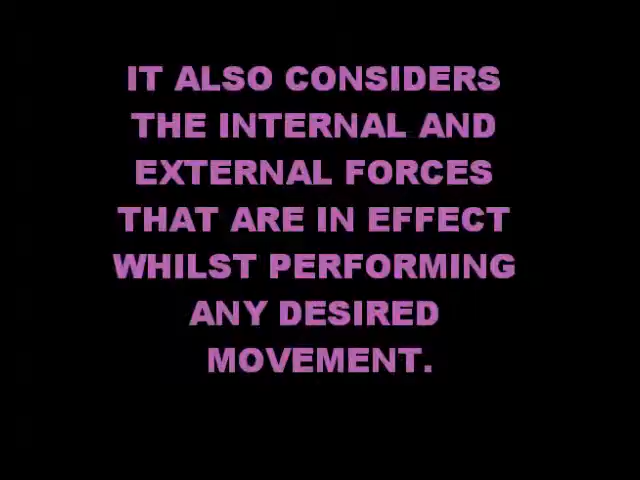 IT ALSO CONSIDERS
THE INTERNAL AND
EXTERNAL FORCES
THAT ARE IN EFFECT
WHILST PERFORMING
ANY DESIRED
MOVEMENT.